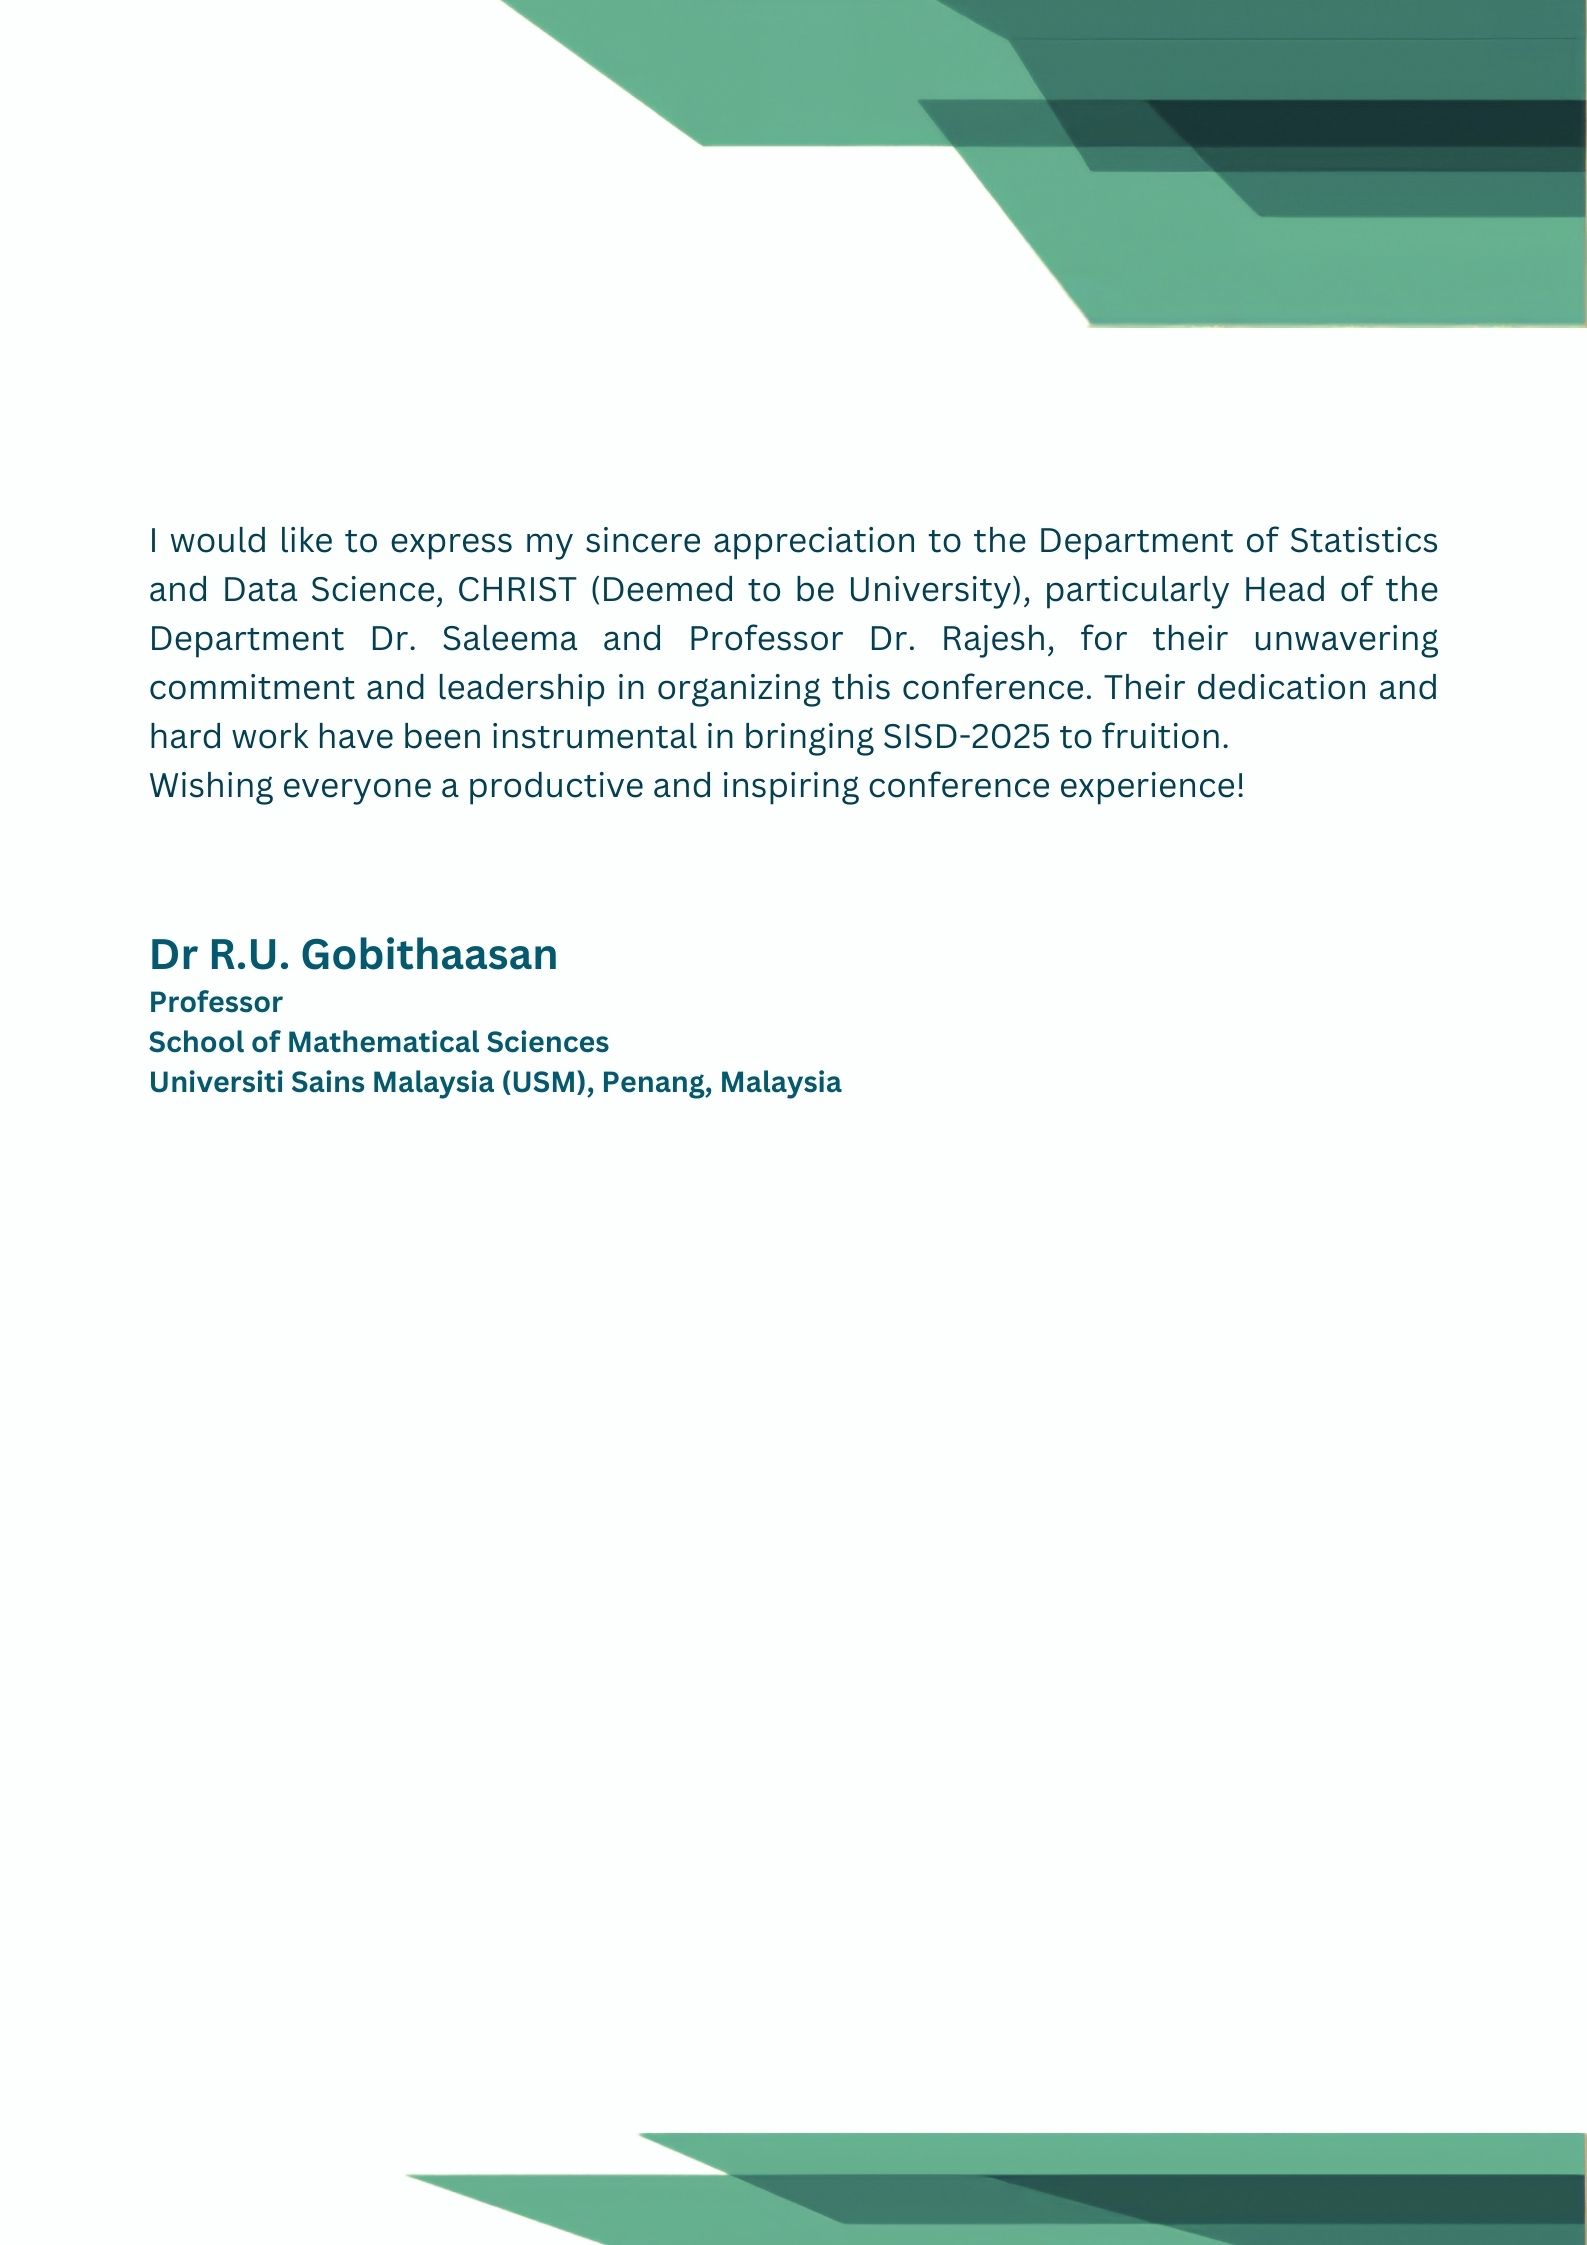 I would like to express my sincere appreciation to the Department of Statistics
and Data Science, CHRIST (Deemed to be University), particularly Head of the
Department Dr. Saleema and Professor Dr. Rajesh, for their unwavering
commitment and leadership in organizing this conference. Their dedication and
hard work have been instrumental in bringing SISD-2025 to fruition.
Wishing everyone a productive and inspiring conference experience!
Dr R.U. Gobithaasan
Professor
School of Mathematical Sciences
Universiti Sains Malaysia (USM), Penang, Malaysia